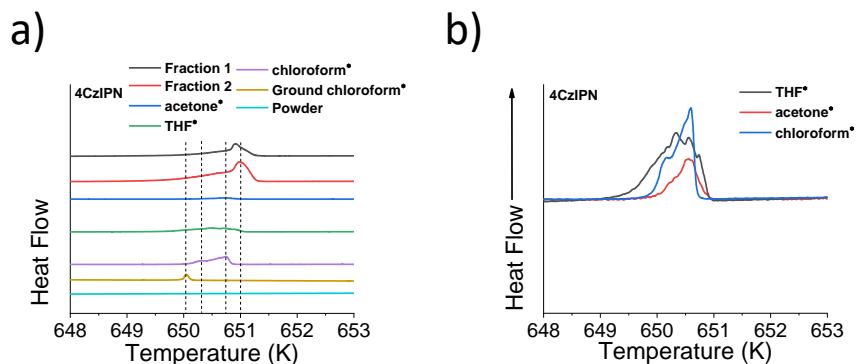 a)
Fraction 1
Fraction 2
acetone*
THF*
chloroform*
Ground chloroform*
Powder
4CzIPN
Heat Flow
648 649 650 651 652 653
Temperature (K)
b)
4CzIPN
THF*
acetone*
chloroform*
Heat Flow
648 649 650 651 652 653
Temperature (K)